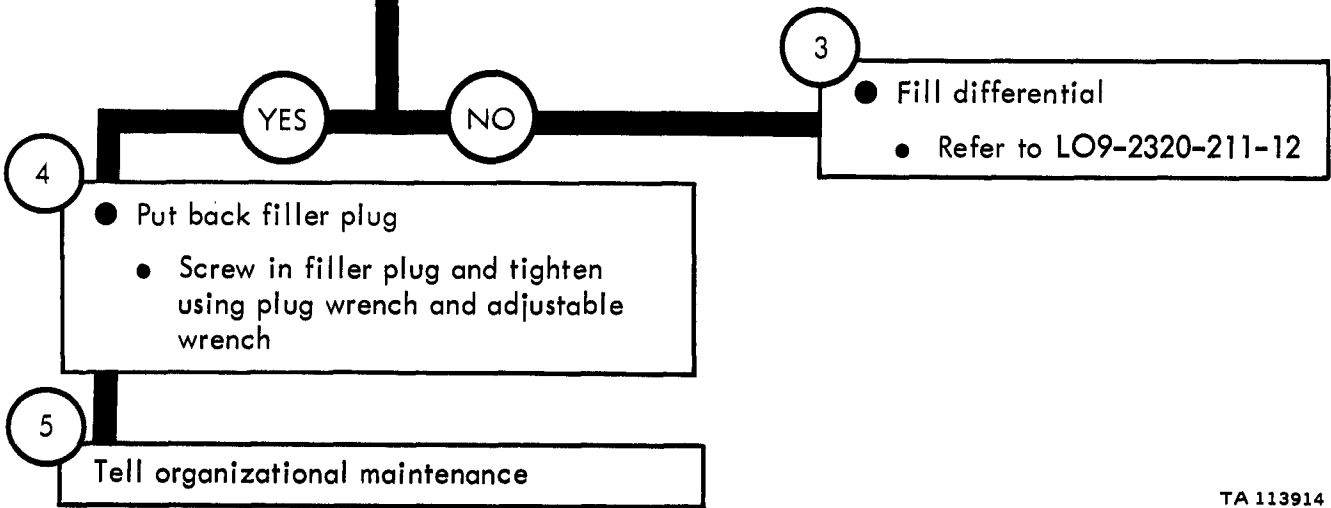 3
YES
NO
● Fill differential
● Refer to LO9-2320-211-12
4
● Put back filler plug
● Screw in filler plug and tighten
using plug wrench and adjustable
wrench
5
Tell organizational maintenance
TA 113914